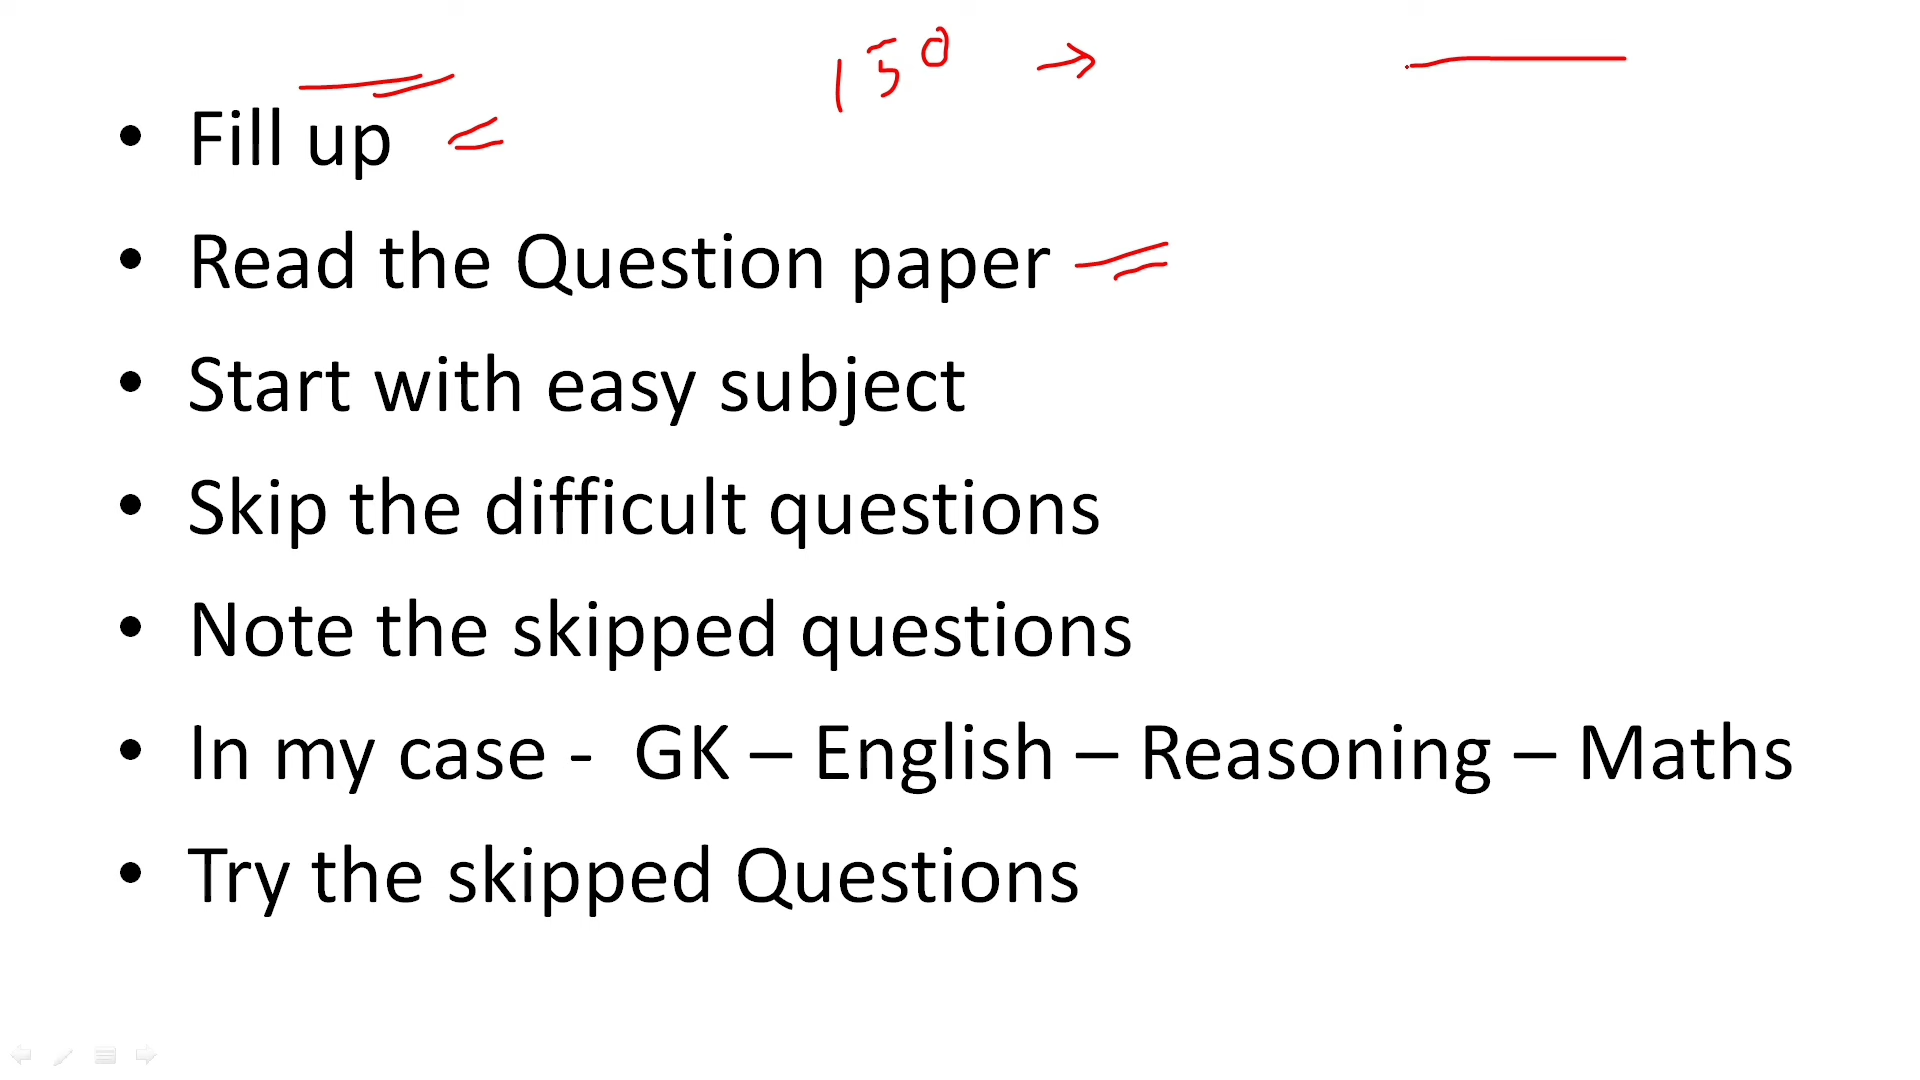 150 →
• Fill up
• Read the Question paper
• Start with easy subject
• Skip the difficult questions
• Note the skipped questions
• In my case - GK – English – Reasoning – Maths
• Try the skipped Questions